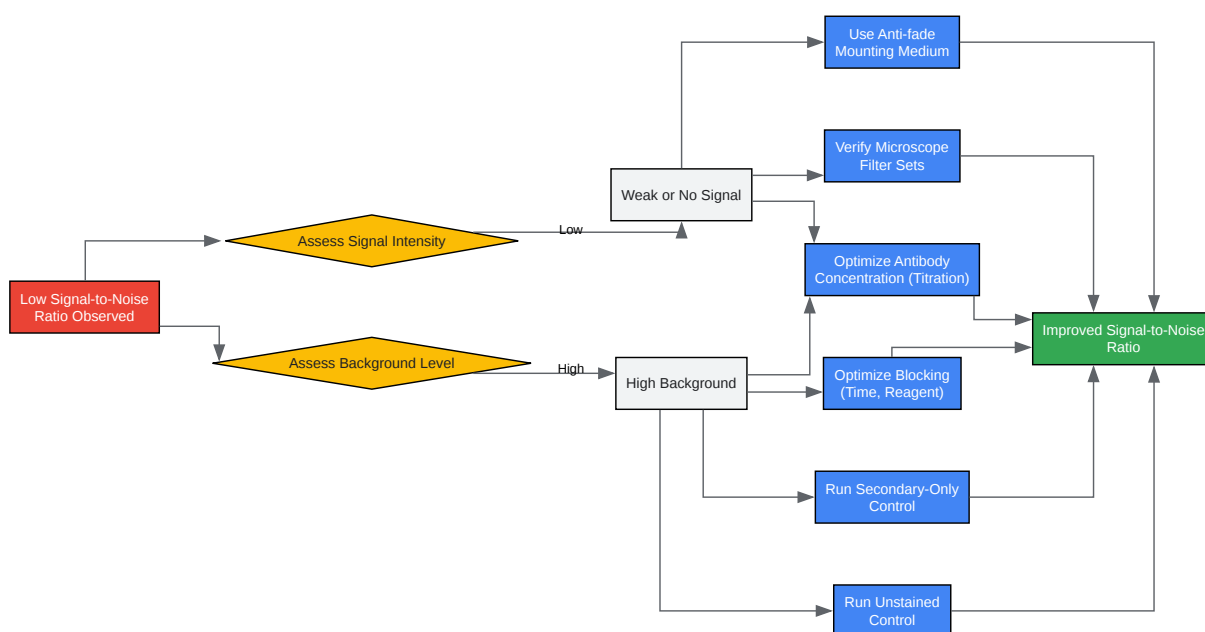 Use Anti-fade
Mounting Medium
Verify Microscope
Filter Sets
Weak or No Signal
Low
Assess Signal Intensity
Optimize Antibody
Concentration (Titration)
Low Signal-to-Noise
Ratio Observed
Improved Signal-to-Noise
Ratio
Assess Background Level
High
High Background
Optimize Blocking
(Time, Reagent)
Run Secondary-Only
Control
Run Unstained
Control